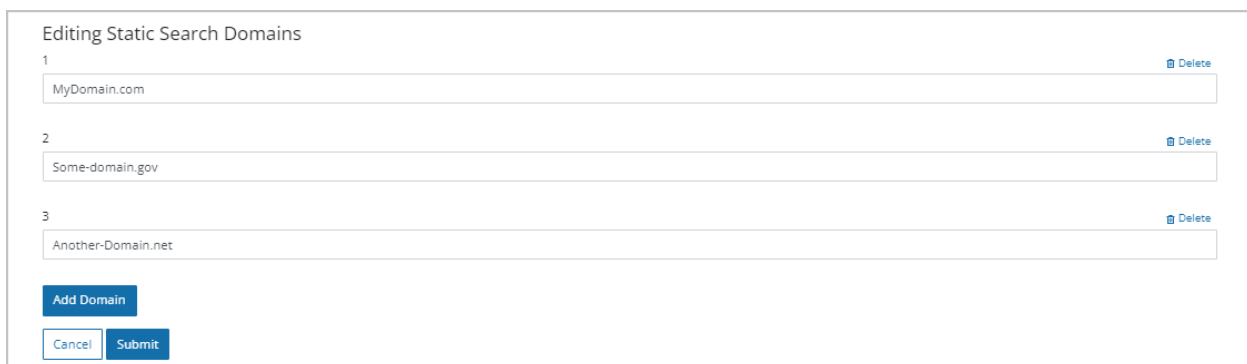 Editing Static Search Domains
1
Delete
MyDomain.com
2
Delete
Some-domain.gov
3
Delete
Another-Domain.net
Add Domain
Cancel Submit